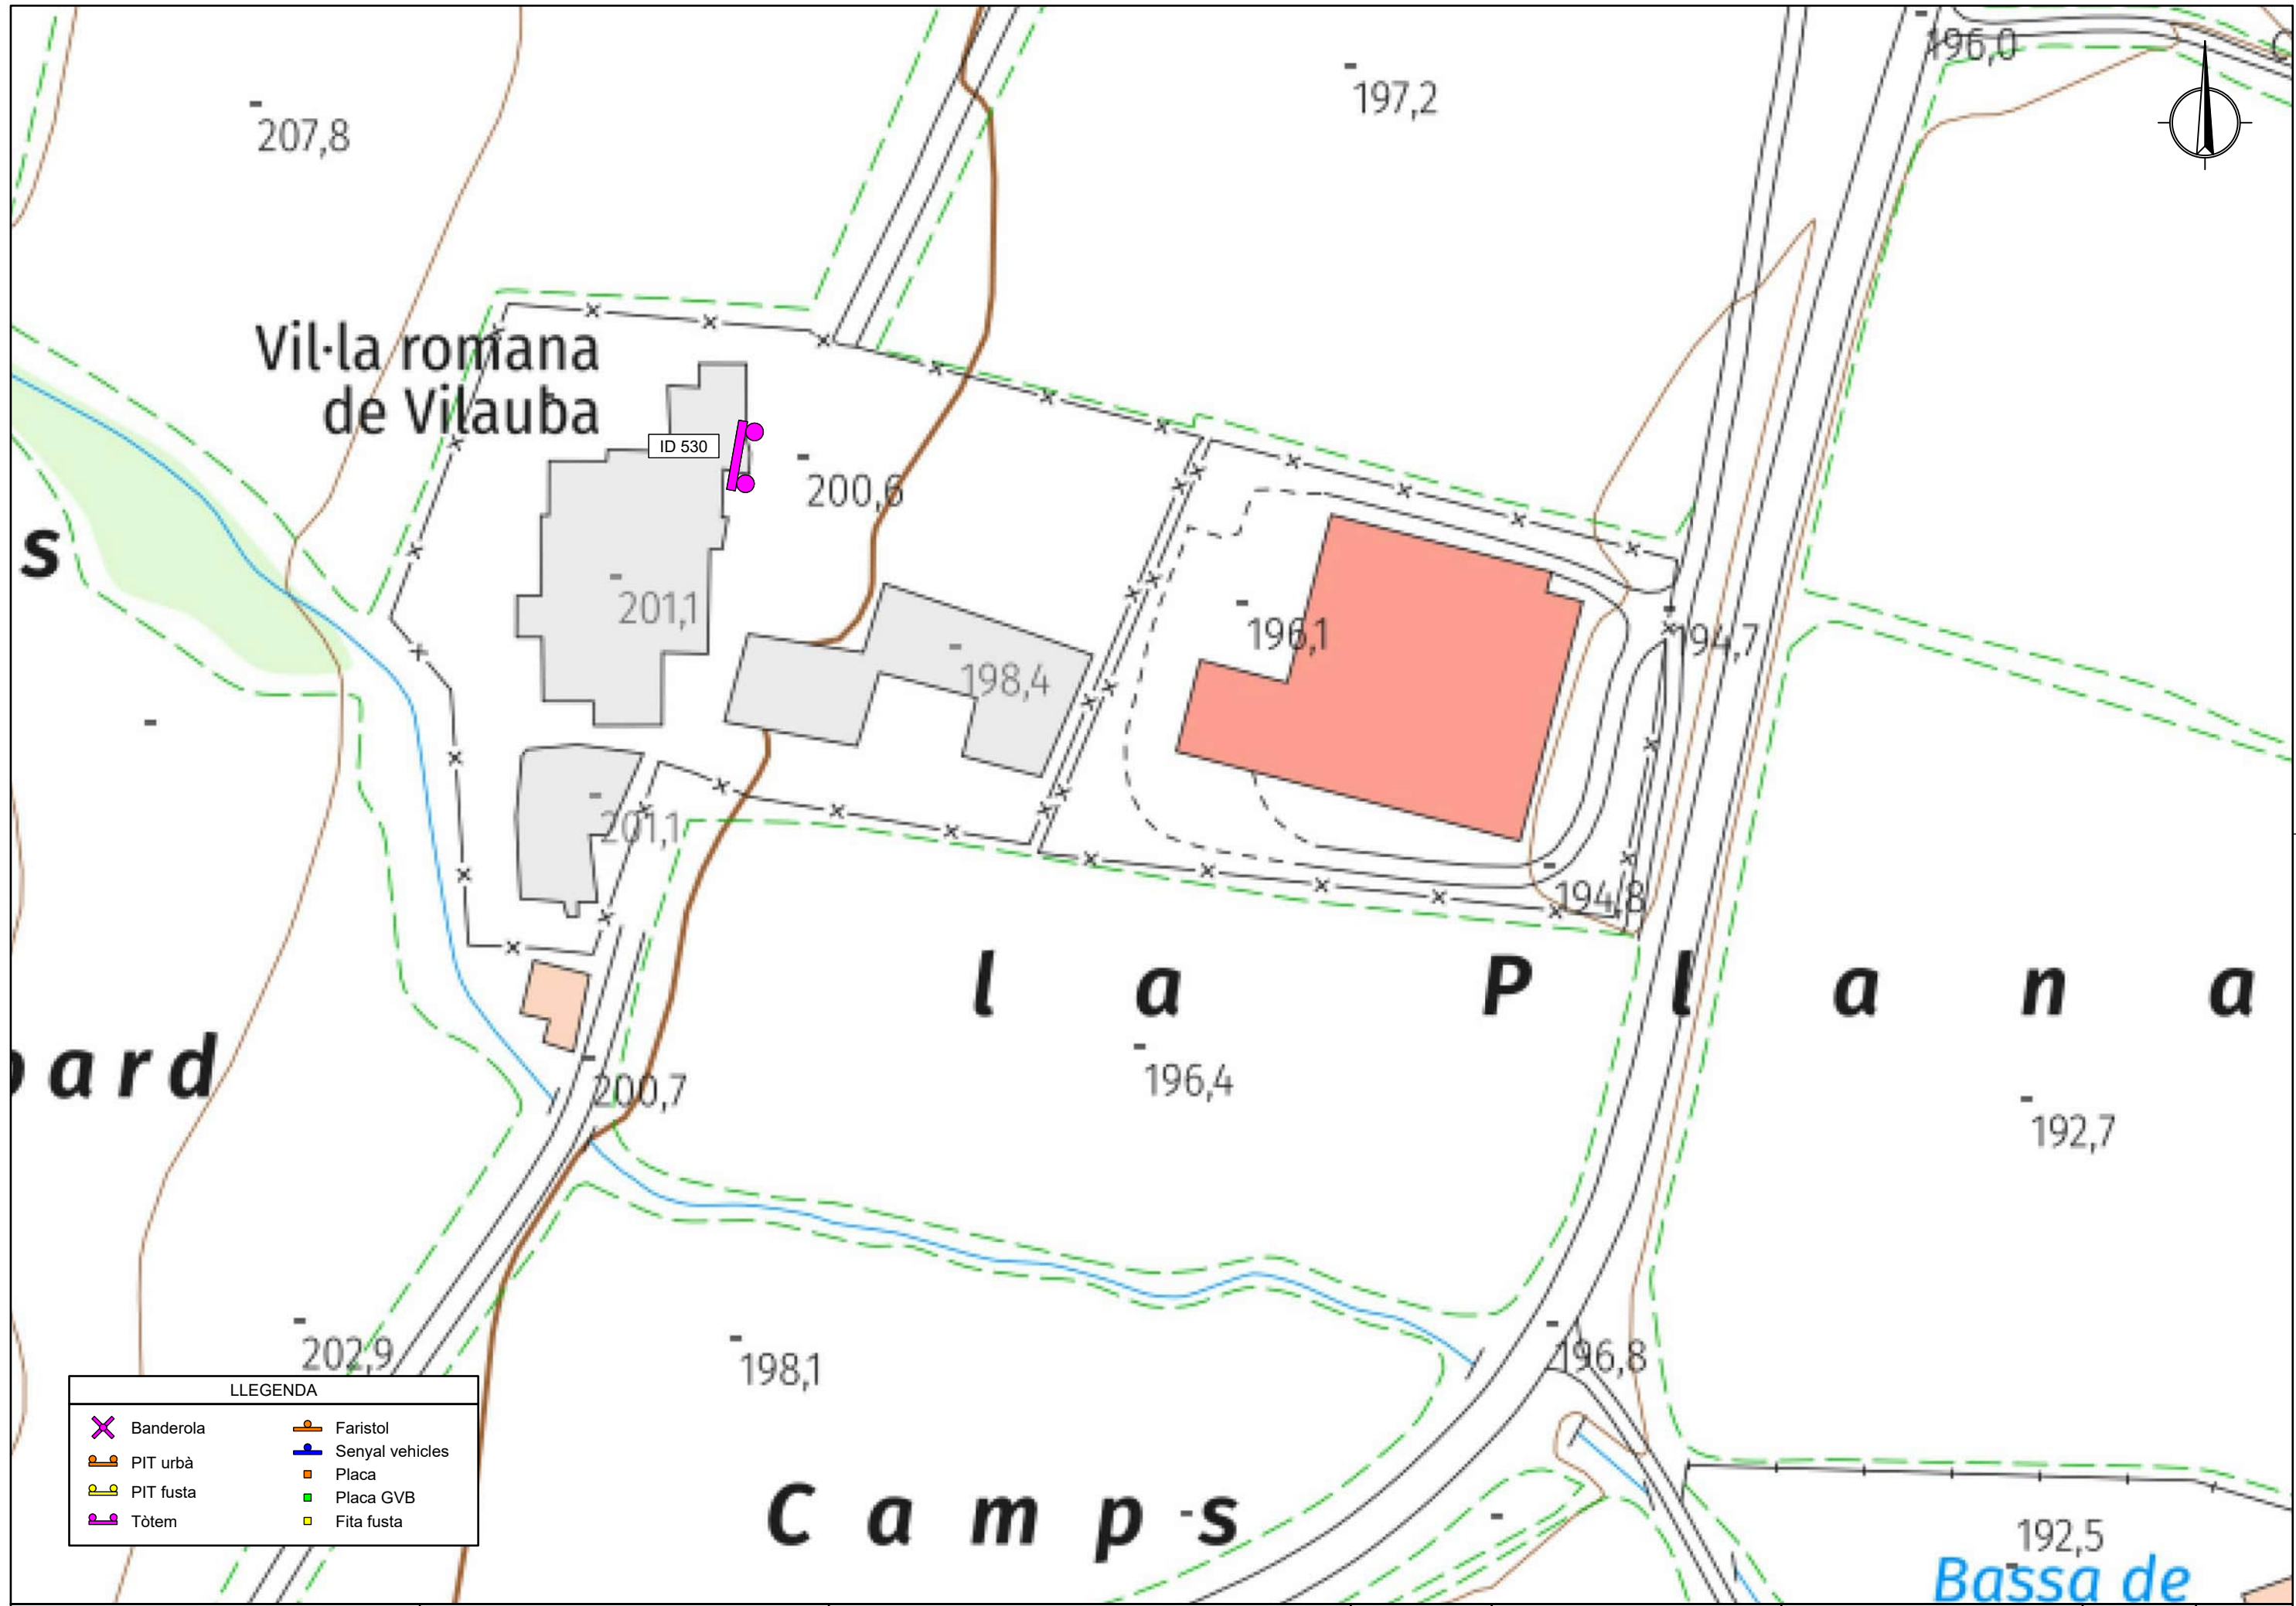 196,0
197,2
207,8
Vil·la romana
de Vilauba
ID 530
200,6
s
201,1
196,1
194,7
198,4
201,1
194,8
l a P l a n a
ard
200,7
196,4
192,7
202,9
198,1
196,8
LLEGENDA
Banderola
PIT urbà
PIT fusta
Tòtem
Faristol
Senyal vehicles
Placa
Placa GVB
Fita fusta
Camps
192,5
Bassa de